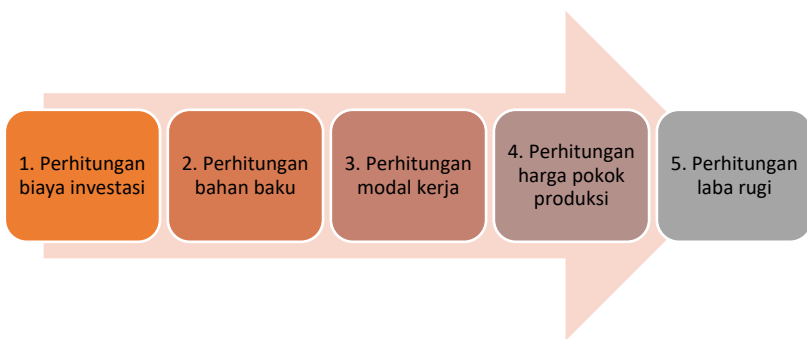 1. Perhitungan
biaya investasi
2. Perhitungan
bahan baku
3. Perhitungan
modal kerja
4. Perhitungan
harga pokok
produksi
5. Perhitungan
laba rugi